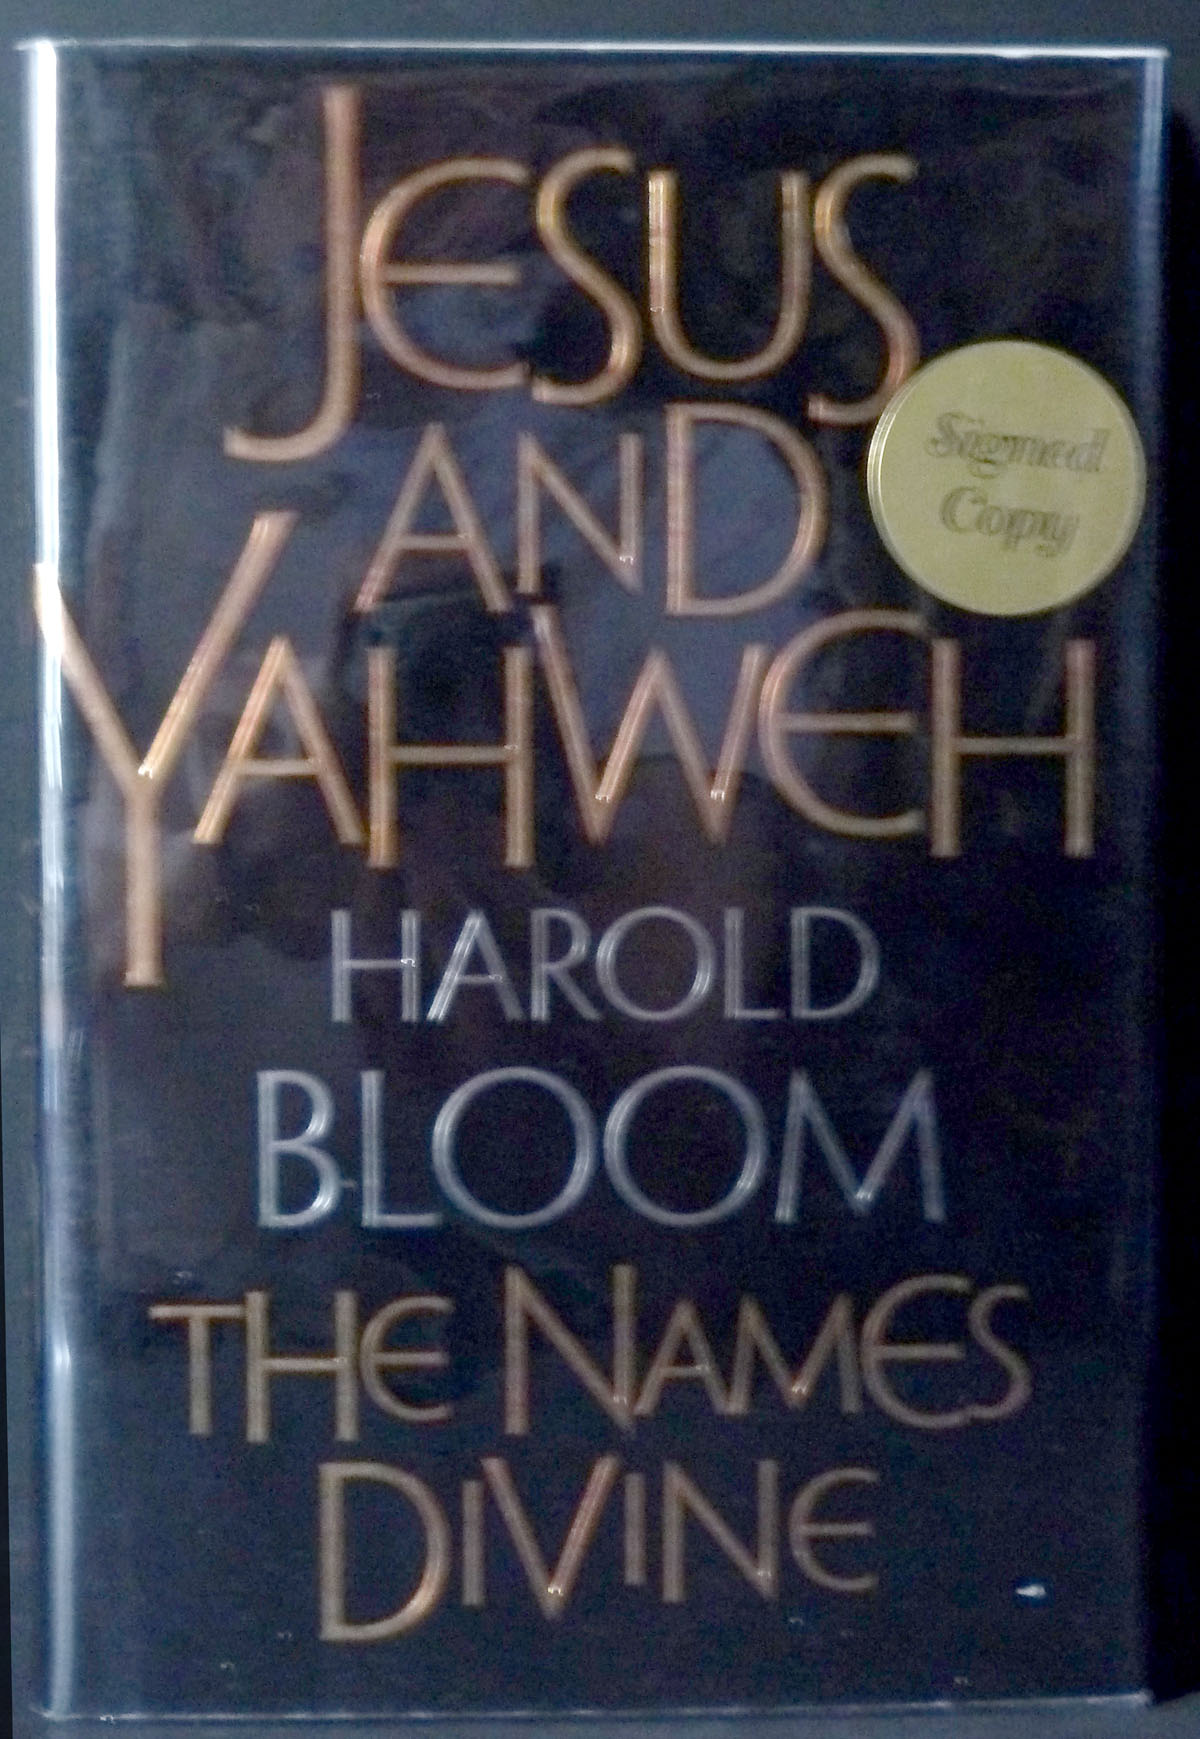 JESUS
AND
YAHWEH
Signed
Copy
HAROLD
BLOOM
THE NAMES
DIVINE